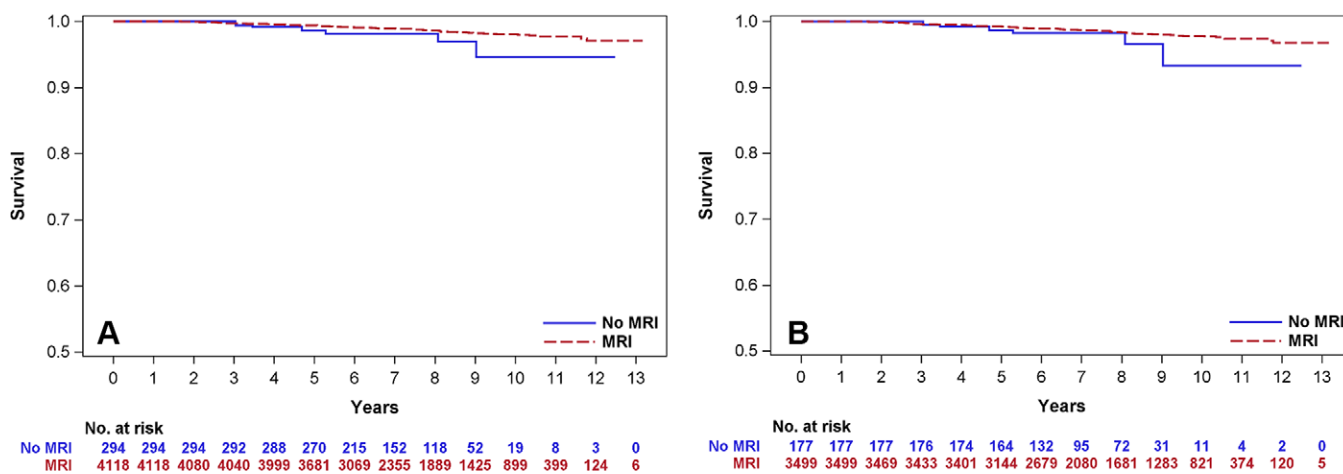 1.0
0.9
0.8
0.7
0.6
0.5
Survival
A
No MRI
MRI
0 1 2 3 4 5 6 7 8 9 10 11 12 13
Years
No. at risk
No MRI 294 294 294 292 288 270 215 152 118 52 19 8 3 0
MRI 4118 4118 4080 4040 3999 3681 3069 2355 1889 1425 899 399 124 6
1.0
0.9
0.8
0.7
0.6
0.5
Survival
B
No MRI
MRI
0 1 2 3 4 5 6 7 8 9 10 11 12 13
Years
No. at risk
No MRI 177 177 177 176 174 164 132 95 72 31 11 4 2 0
MRI 3499 3499 3469 3433 3401 3144 2679 2080 1681 1283 821 374 120 5